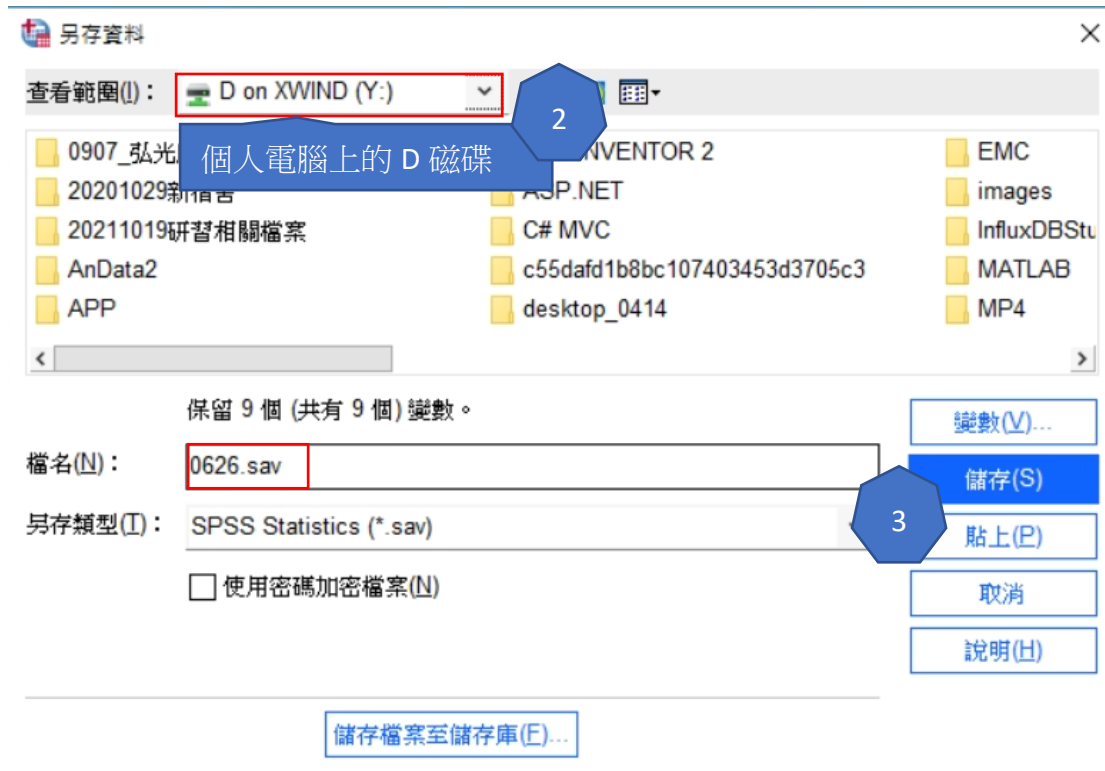 另存資料
查看範圍(I)： D on XWIND (Y:)
2
個人電腦上的 D 磁碟
0907_弘光
20201029新宿舍
20211019研習相關檔案
AnData2
APP
NVENTOR 2
ASP.NET
C# MVC
c55dafd1b8bc107403453d3705c3
desktop_0414
EMC
images
InfluxDBStu
MATLAB
MP4
保留 9 個 (共有 9 個) 變數。
檔名(N)： 0626.sav
另存類型(T)： SPSS Statistics (*.sav)
使用密碼加密檔案(N)
變數(V)...
儲存(S)
3
貼上(P)
取消
說明(H)
儲存檔案至儲存庫(F)...